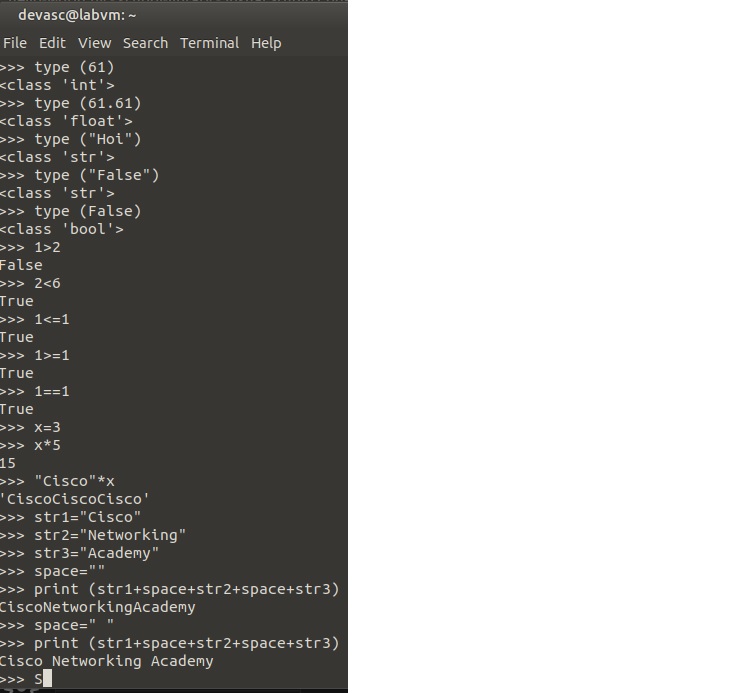 devasc@labvm: ~
File Edit View Search Terminal Help
>>> type (61)
<class 'int'>
>>> type (61.61)
<class 'float'>
>>> type ("Hoi")
<class 'str'>
>>> type ("False")
<class 'str'>
>>> type (False)
<class 'bool'>
>>> 1>2
False
>>> 2<6
True
>>> 1<=1
True
>>> 1>=1
True
>>> 1==1
True
>>> x=3
>>> x*5
15
>>> "Cisco"*x
'CiscoCiscoCisco'
>>> str1="Cisco"
>>> str2="Networking"
>>> str3="Academy"
>>> space=""
>>> print (str1+space+str2+space+str3)
CiscoNetworkingAcademy
>>> space=" "
>>> print (str1+space+str2+space+str3)
Cisco Networking Academy
>>> S